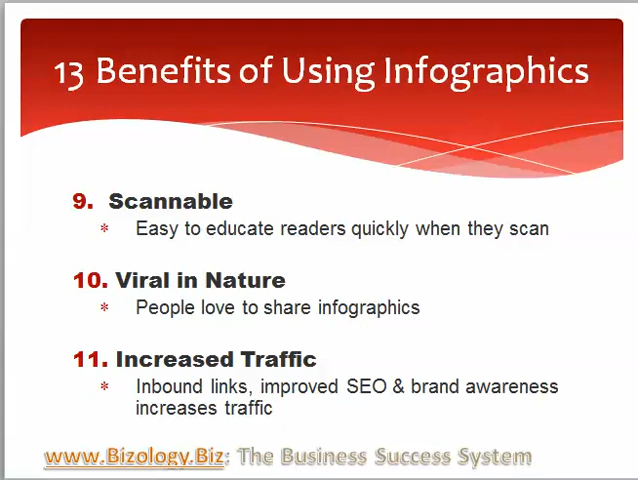 13 Benefits of Using Infographics
9. Scannable
* Easy to educate readers quickly when they scan
10. Viral in Nature
* People love to share infographics
11. Increased Traffic
* Inbound links, improved SEO & brand awareness
increases traffic
www.Bizology.Biz: The Business Success System